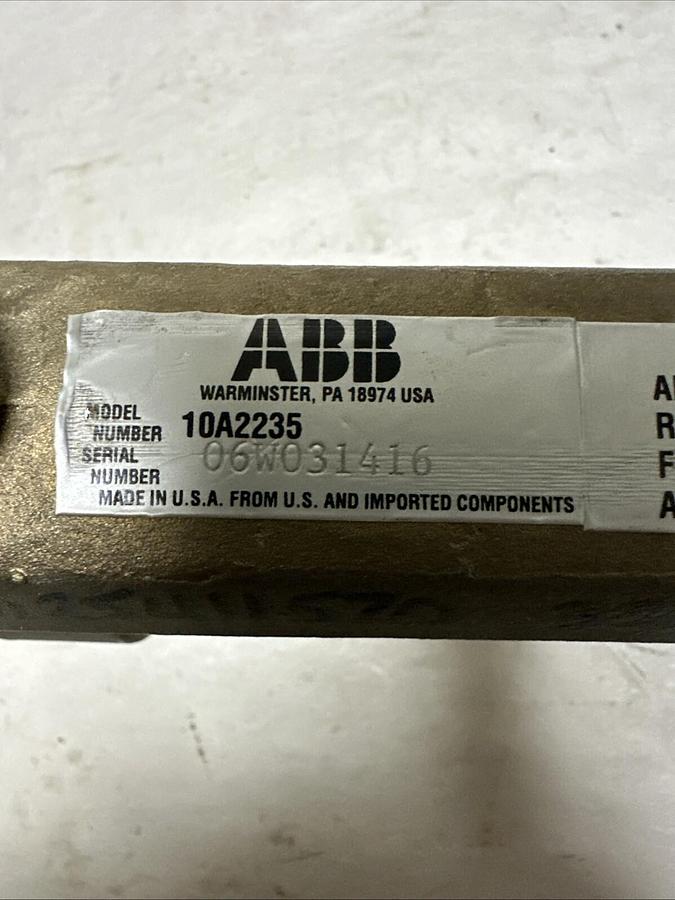 ABB
WARMINSTER, PA 18974 USA
MODEL
NUMBER 10A2235
SERIAL
NUMBER 06W031416
MADE IN U.S.A. FROM U.S. AND IMPORTED COMPONENTS
R
F
A